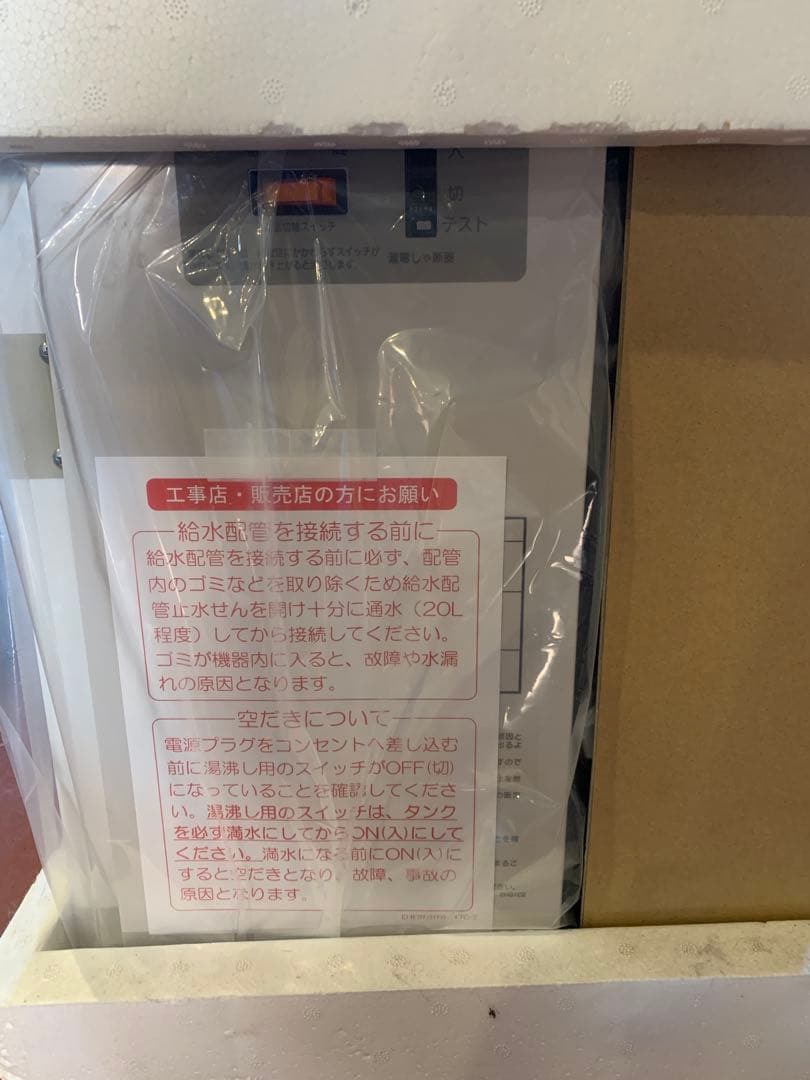 入
切
テスト
スイッチ
かかわらずスイッチが
漏電しゃ断器
工事店・販売店の方にお願い
給水配管を接続する前に
給水配管を接続する前に必ず、配管
内のゴミなどを取り除くため給水配
管止水せんを開け十分に通水（20L
程度）してから接続してください。
ゴミが機器内に入ると、故障や水漏
れの原因となります。
空だきについて
電源プラグをコンセントへ差し込む
前に湯沸し用のスイッチがOFF(切)
になっていることを確認してくださ
い。湯沸し用のスイッチは、タンク
を必ず満水にしてからON(入)にして
ください。満水になる前にON(入)に
すると空だきとなり、故障、事故の
原因となります。